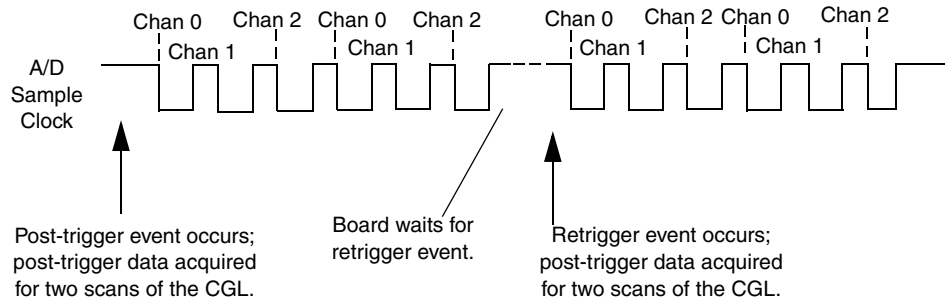 Chan 0 Chan 2 Chan 0 Chan 2 Chan 0 Chan 2 Chan 0 Chan 2
Chan 1 Chan 1 Chan 1 Chan 1
A/D
Sample
Clock
Post-trigger event occurs;
post-trigger data acquired
for two scans of the CGL.
Board waits for
retrigger event.
Retrigger event occurs;
post-trigger data acquired
for two scans of the CGL.